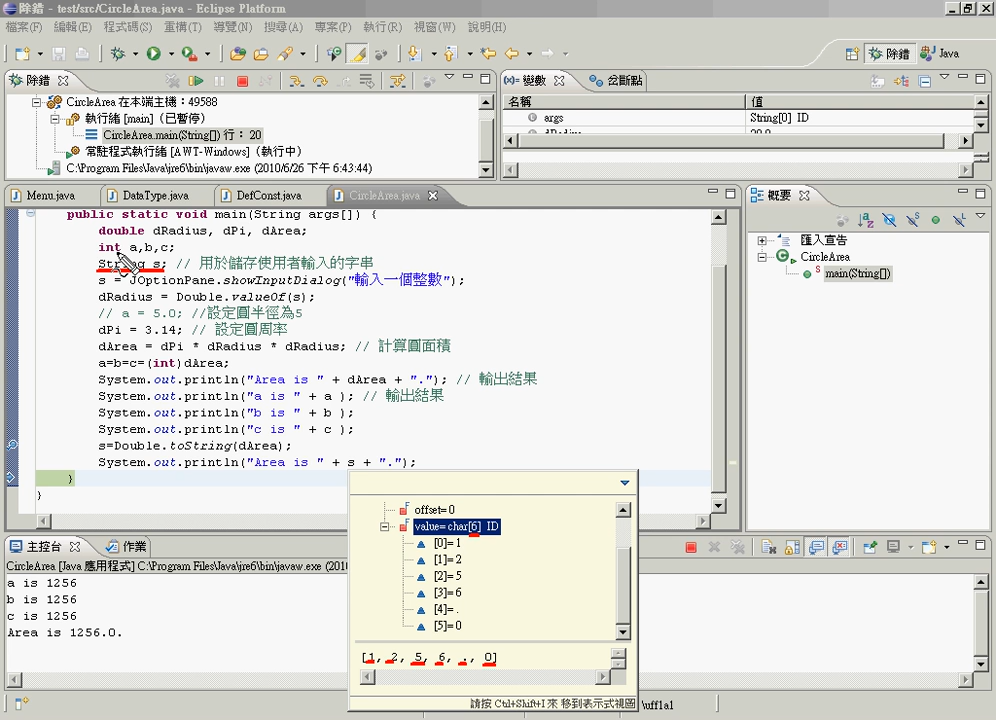 除錯 - test/src/CircleArea.java - Eclipse Platform
檔案(F) 編輯(E) 程式碼(S) 重構(T) 導覽(N) 搜尋(A) 專案(P) 執行(R) 視窗(W) 說明(H)
除錯 Java
除錯
CircleArea 在本端主機：49588
執行緒 [main]（已暫停）
CircleArea.main(String[]) 行： 20
常駐程式執行緒 [AWT-Windows]（執行中）
C:\Program Files\Java\jre6\bin\javaw.exe (2010/6/26 下午 6:43:44)
(x)= 變數 岔斷點
名稱 值
args String[0] ID
Menu.java DataType.java DefConst.java CircleArea.java
public static void main(String args[]) {
double dRadius, dPi, dArea;
int a,b,c;
String s; // 用於儲存使用者輸入的字串
s = JOptionPane.showInputDialog("輸入一個整數");
dRadius = Double.valueOf(s);
// a = 5.0; //設定圓半徑為5
dPi = 3.14; // 設定圓周率
dArea = dPi * dRadius * dRadius; // 計算圓面積
a=b=c=(int)dArea;
System.out.println("Area is " + dArea + "."); // 輸出結果
System.out.println("a is " + a ); // 輸出結果
System.out.println("b is " + b );
System.out.println("c is " + c );
s=Double.toString(dArea);
System.out.println("Area is " + s + ".");
}
}
概要
匯入宣告
CircleArea
main(String[])
offset= 0
value= char[6] ID
[0]= 1
[1]= 2
[2]= 5
[3]= 6
[4]= .
[5]= 0
[1, 2, 5, 6, ., 0]
請按 Ctrl+Shift+I 來 移到表示式視圖
主控台 作業
CircleArea [Java 應用程式] C:\Program Files\Java\jre6\bin\javaw.exe (201
a is 1256
b is 1256
c is 1256
Area is 1256.0.
\uff1a1